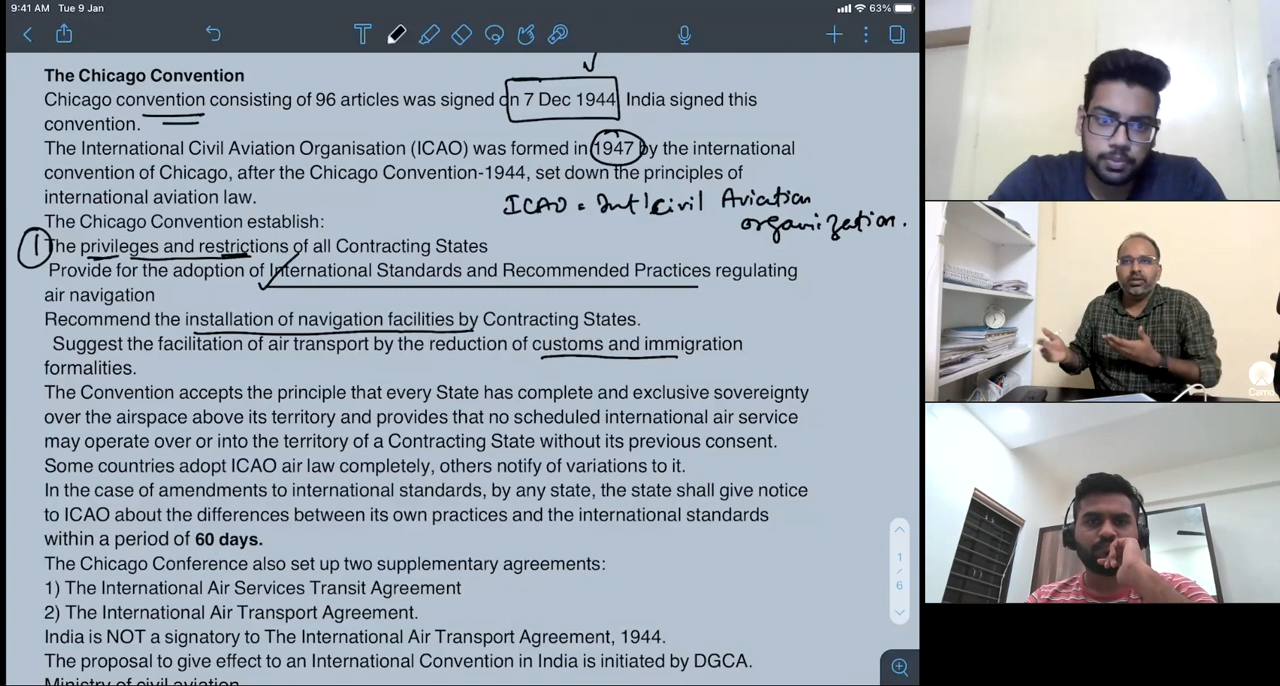 9:41 AM Tue 9 Jan
63%
The Chicago Convention
Chicago convention consisting of 96 articles was signed on 7 Dec 1944 India signed this
convention.
The International Civil Aviation Organisation (ICAO) was formed in 1947 by the international
convention of Chicago, after the Chicago Convention-1944, set down the principles of
international aviation law.
ICAO = Int'l Civil Aviation
organization.
The Chicago Convention establish:
1 The privileges and restrictions of all Contracting States
Provide for the adoption of International Standards and Recommended Practices regulating
air navigation
Recommend the installation of navigation facilities by Contracting States.
Suggest the facilitation of air transport by the reduction of customs and immigration
formalities.
The Convention accepts the principle that every State has complete and exclusive sovereignty
over the airspace above its territory and provides that no scheduled international air service
may operate over or into the territory of a Contracting State without its previous consent.
Some countries adopt ICAO air law completely, others notify of variations to it.
In the case of amendments to international standards, by any state, the state shall give notice
to ICAO about the differences between its own practices and the international standards
within a period of 60 days.
The Chicago Conference also set up two supplementary agreements:
1) The International Air Services Transit Agreement
2) The International Air Transport Agreement.
India is NOT a signatory to The International Air Transport Agreement, 1944.
The proposal to give effect to an International Convention in India is initiated by DGCA.
Ministry of civil aviation
1
/
6
Camo